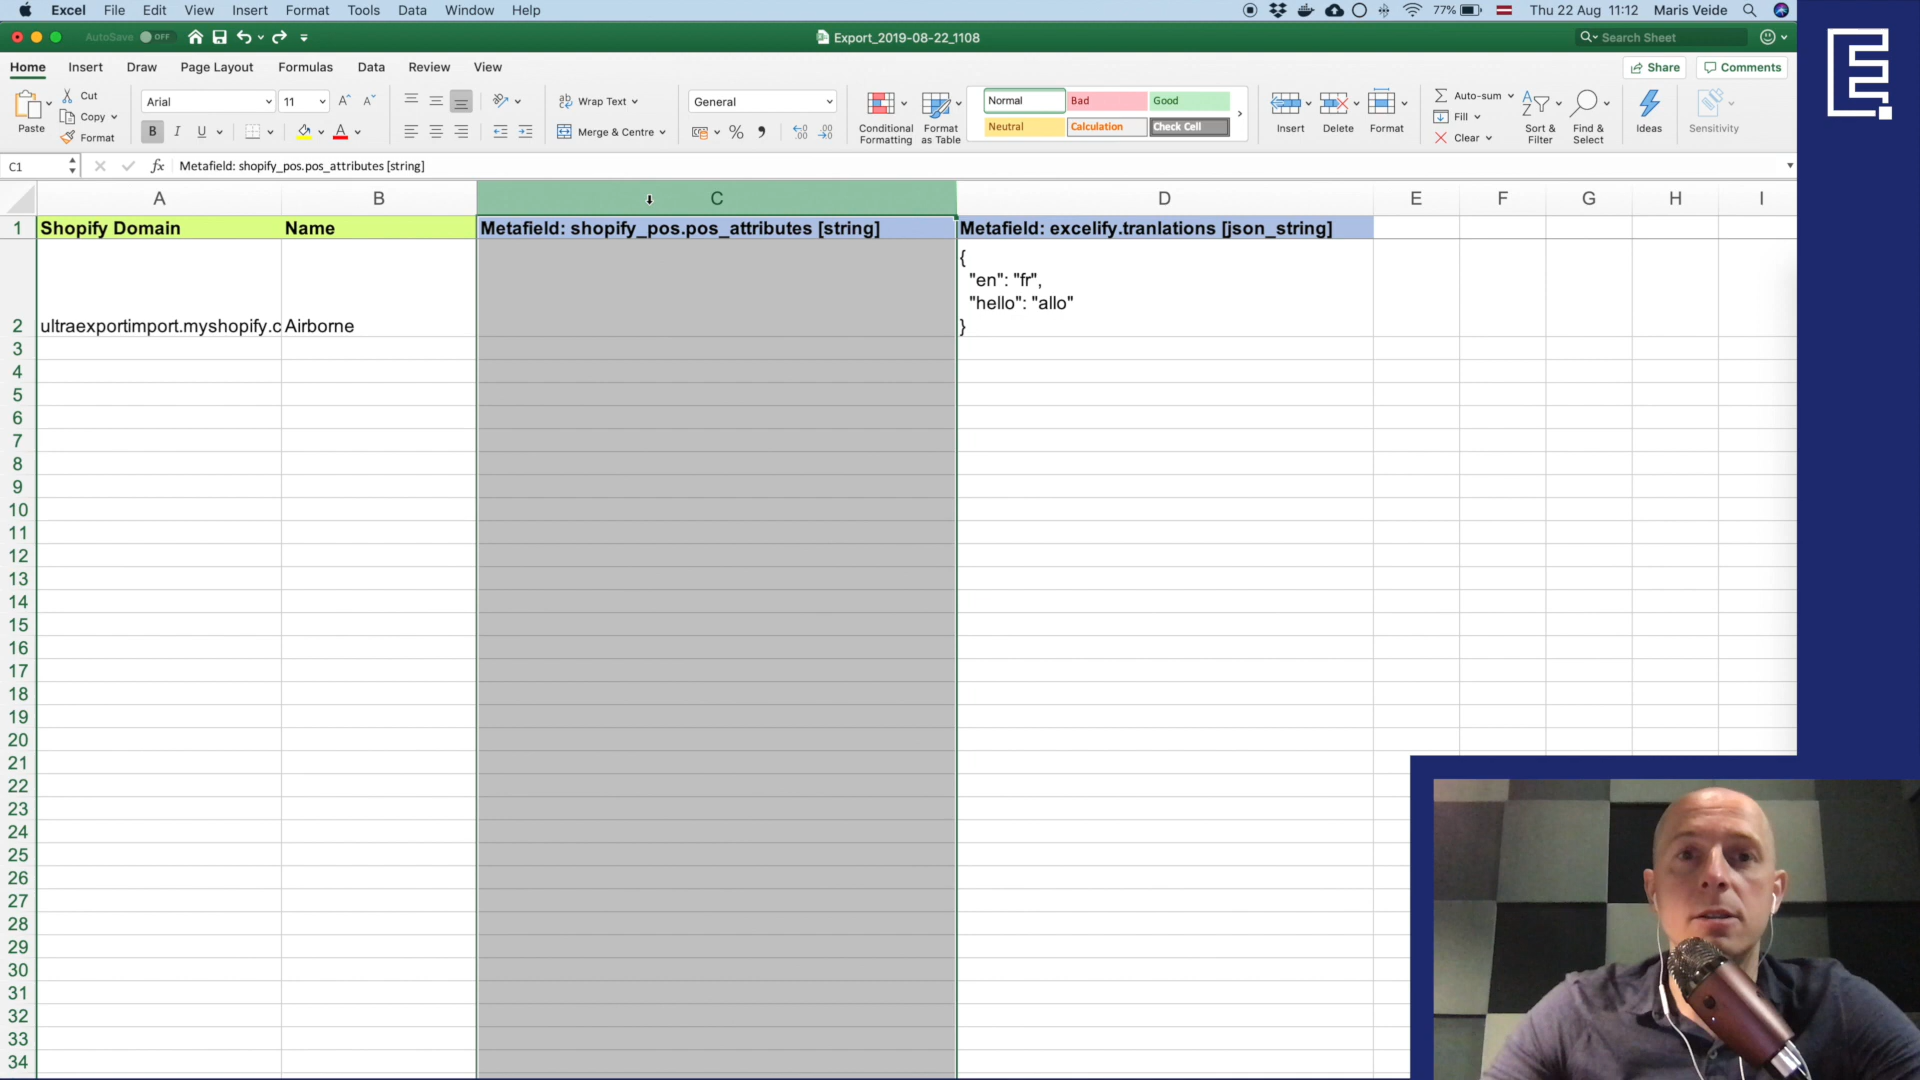 Excel File Edit View Insert Format Tools Data Window Help 77% Thu 22 Aug 11:12 Maris Veide
AutoSave OFF Export_2019-08-22_1108 Search Sheet
Home Insert Draw Page Layout Formulas Data Review View Share Comments
Paste Cut Copy Format
Arial 11 Wrap Text General
B I U Merge & Centre % 
Conditional Formatting Format as Table
Normal Bad Good
Neutral Calculation Check Cell
Insert Delete Format
Auto-sum Fill Clear
Sort & Filter Find & Select Ideas Sensitivity
C1 fx Metafield: shopify_pos.pos_attributes [string]
A B C D E F G H I
1 Shopify Domain Name Metafield: shopify_pos.pos_attributes [string] Metafield: excelify.tranlations [json_string]
{
"en": "fr",
"hello": "allo"
2 ultraexportimport.myshopify.c Airborne }
3
4
5
6
7
8
9
10
11
12
13
14
15
16
17
18
19
20
21
22
23
24
25
26
27
28
29
30
31
32
33
34